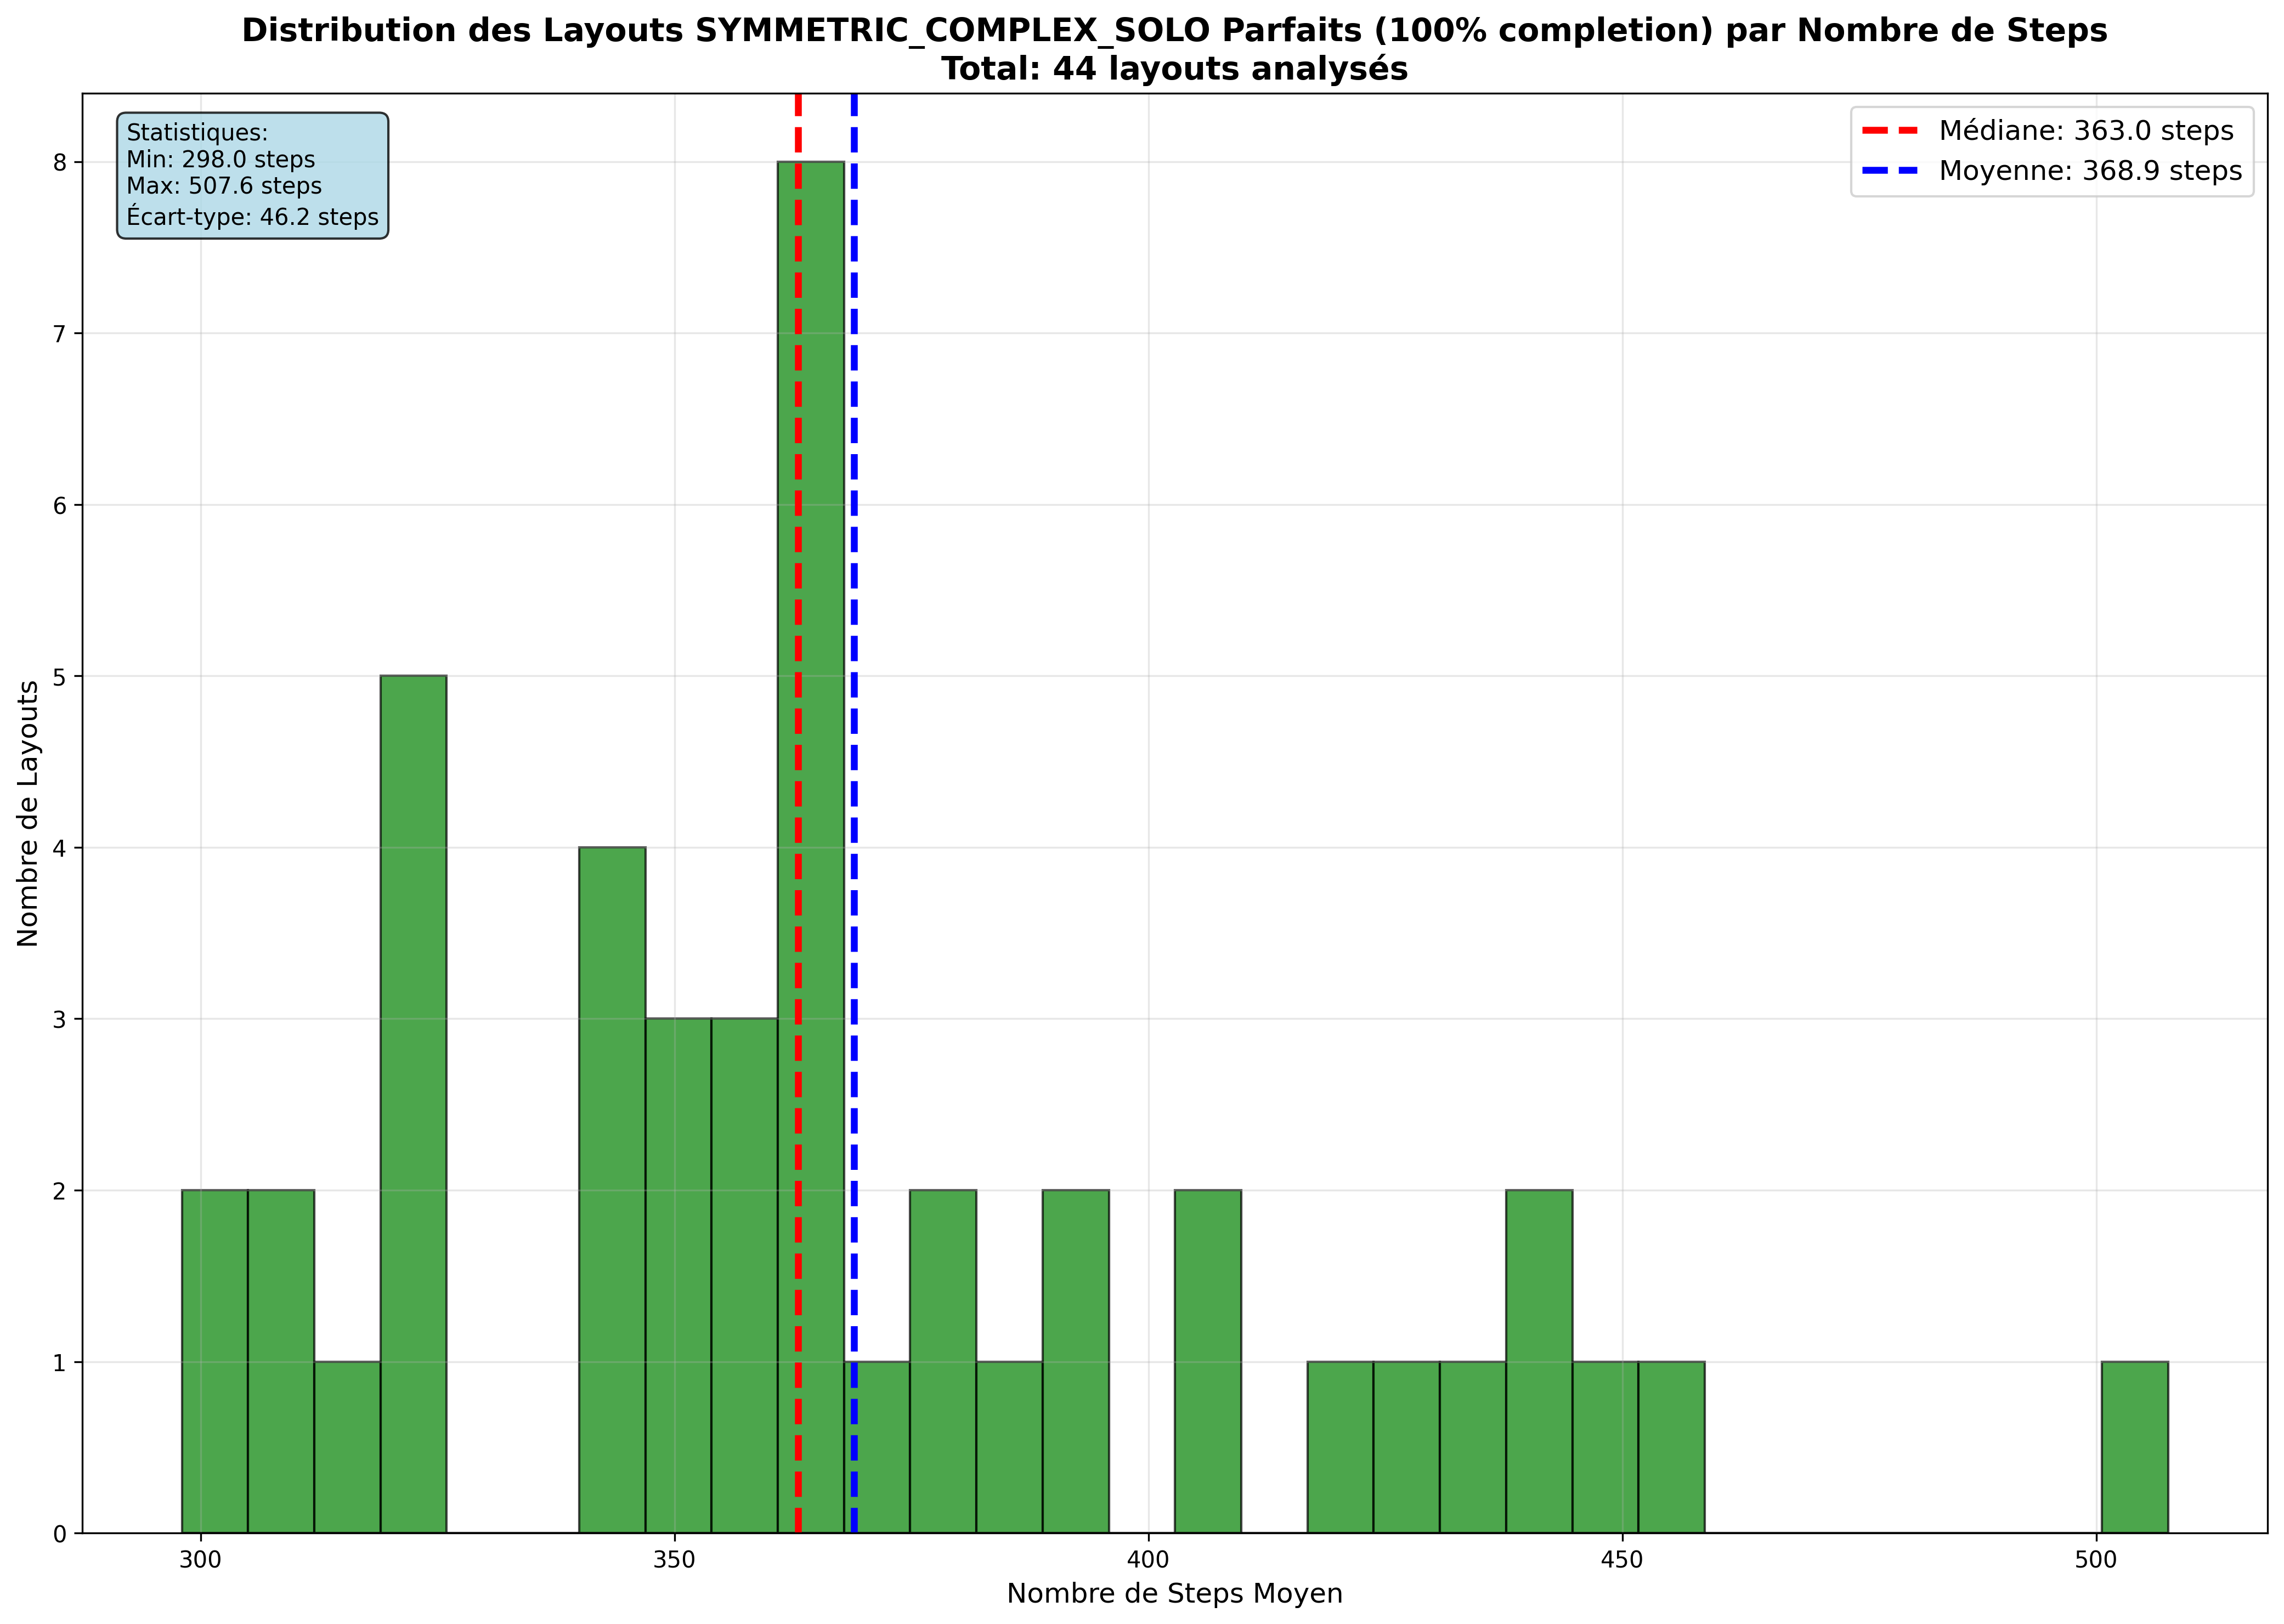 Distribution des Layouts SYMMETRIC_COMPLEX_SOLO Parfaits (100% completion) par Nombre de Steps
Total: 44 layouts analysés
Statistiques:
Min: 298.0 steps
Max: 507.6 steps
Écart-type: 46.2 steps
Médiane: 363.0 steps
Moyenne: 368.9 steps
Nombre de Layouts
8
7
6
5
4
3
2
1
0
300 350 400 450 500
Nombre de Steps Moyen